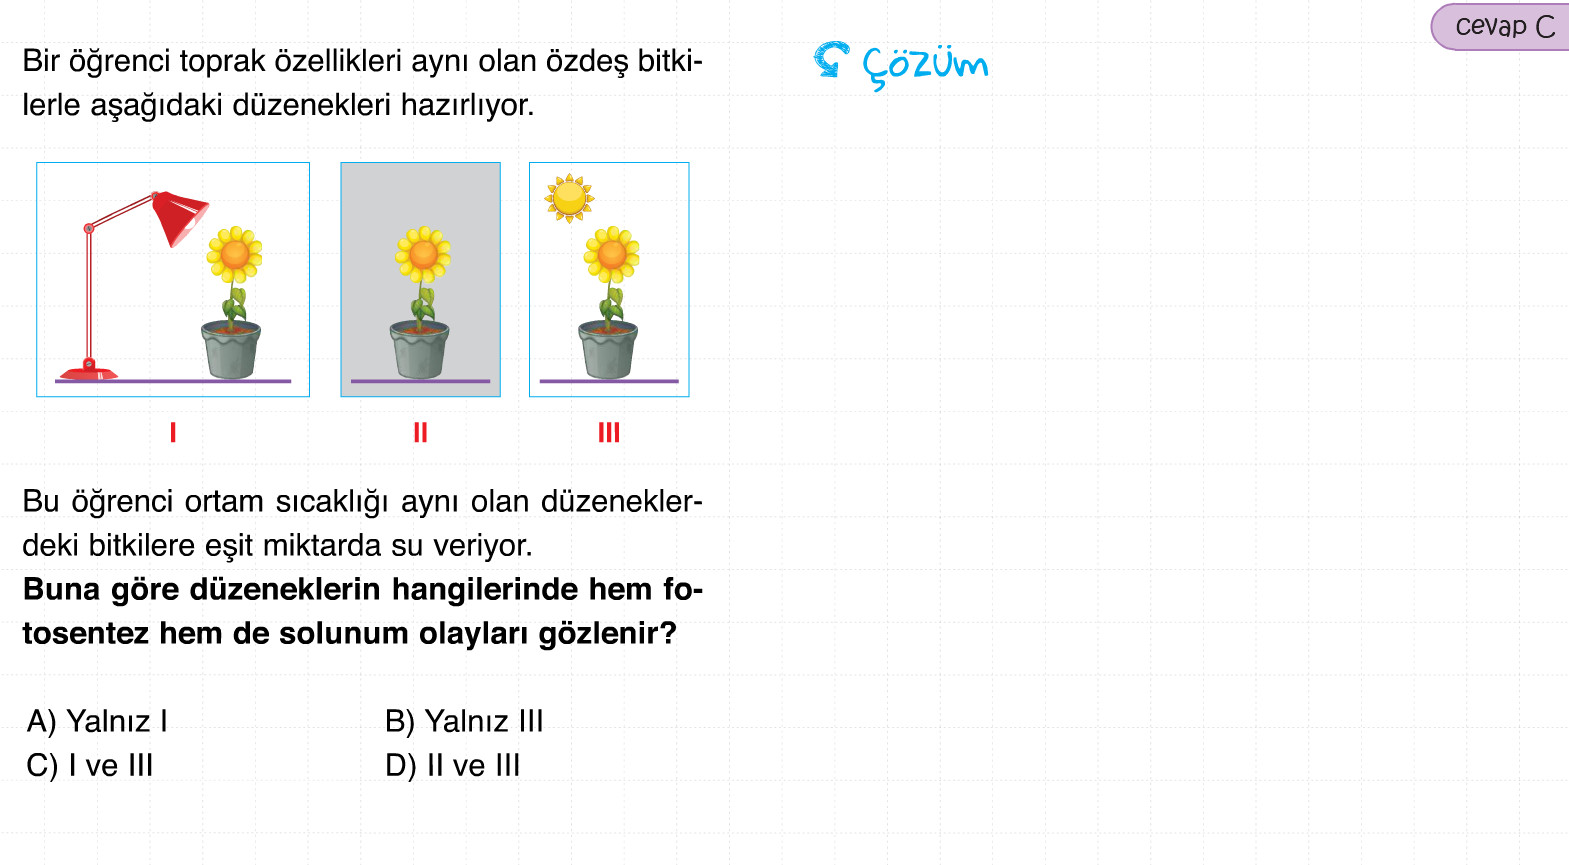 cevap C
Bir öğrenci toprak özellikleri aynı olan özdeş bitki-
lerle aşağıdaki düzenekleri hazırlıyor.
Çözüm
I
II
III
Bu öğrenci ortam sıcaklığı aynı olan düzenekler-
deki bitkilere eşit miktarda su veriyor.
Buna göre düzeneklerin hangilerinde hem fo-
tosentez hem de solunum olayları gözlenir?
A) Yalnız I
B) Yalnız III
C) I ve III
D) II ve III